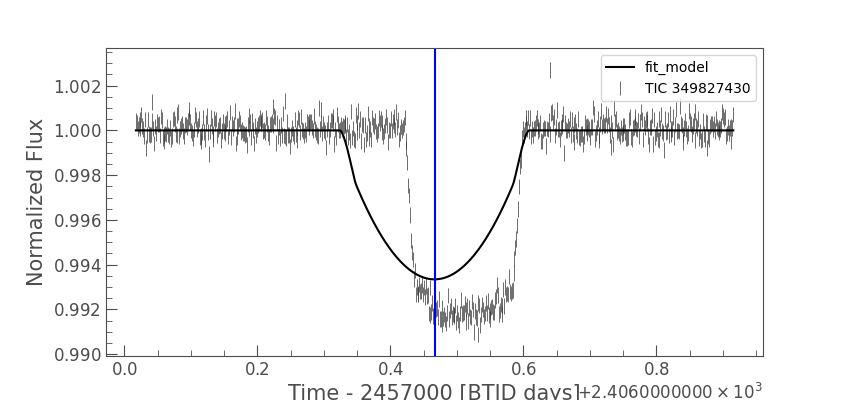 fit_model
TIC 349827430
1.002
1.000
0.998
0.996
0.994
0.992
0.990
Normalized Flux
0.0 0.2 0.4 0.6 0.8
Time - 2457000 [BTJD days]
+2.4060000000 × 10³